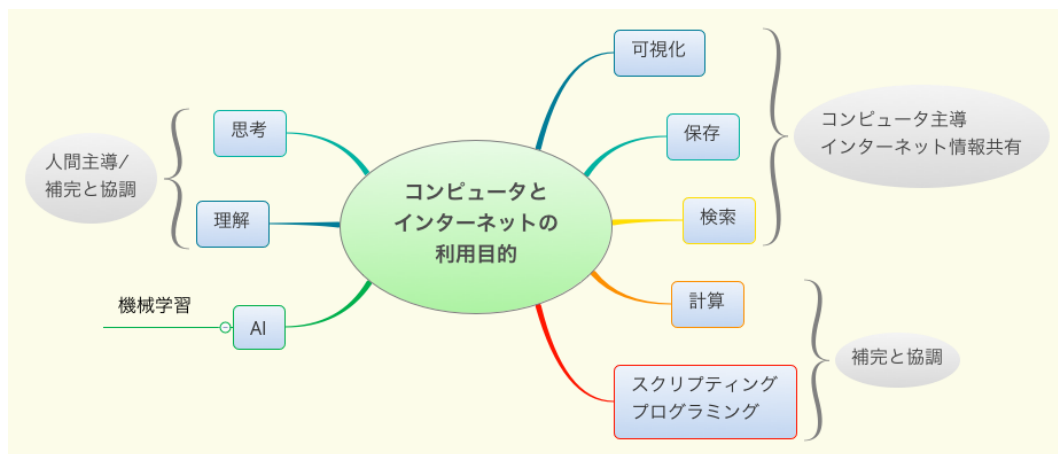 コンピュータと
インターネットの
利用目的
可視化
保存
検索
コンピュータ主導
インターネット情報共有
計算
スクリプティング
プログラミング
補完と協調
思考
理解
人間主導/
補完と協調
AI
機械学習